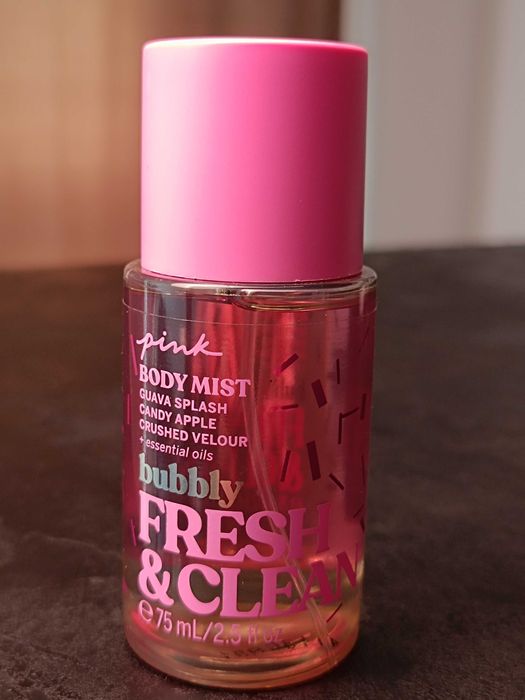 pink
BODY MIST
GUAVA SPLASH
CANDY APPLE
CRUSHED VELOUR
+ essential oils
bubbly
FRESH
& CLEAN
℮ 75 mL/2.5 fl oz